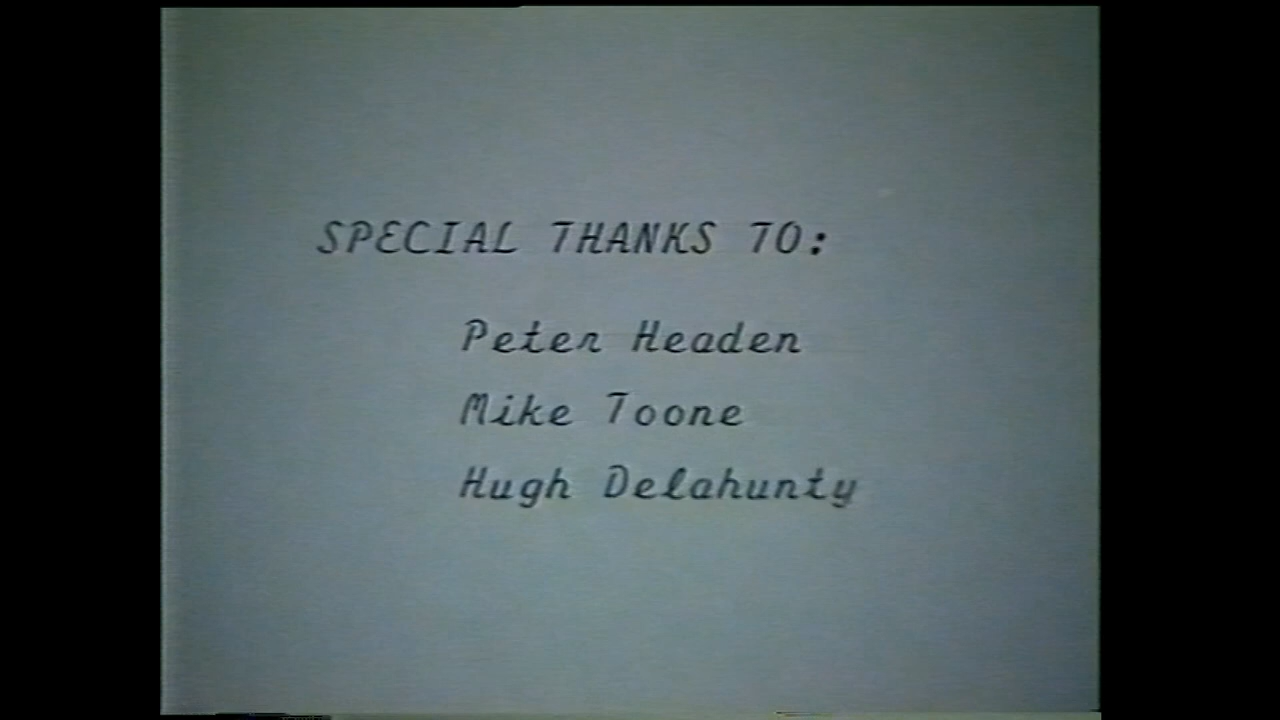 SPECIAL THANKS TO:
Peter Headen
Mike Toone
Hugh Delahunty